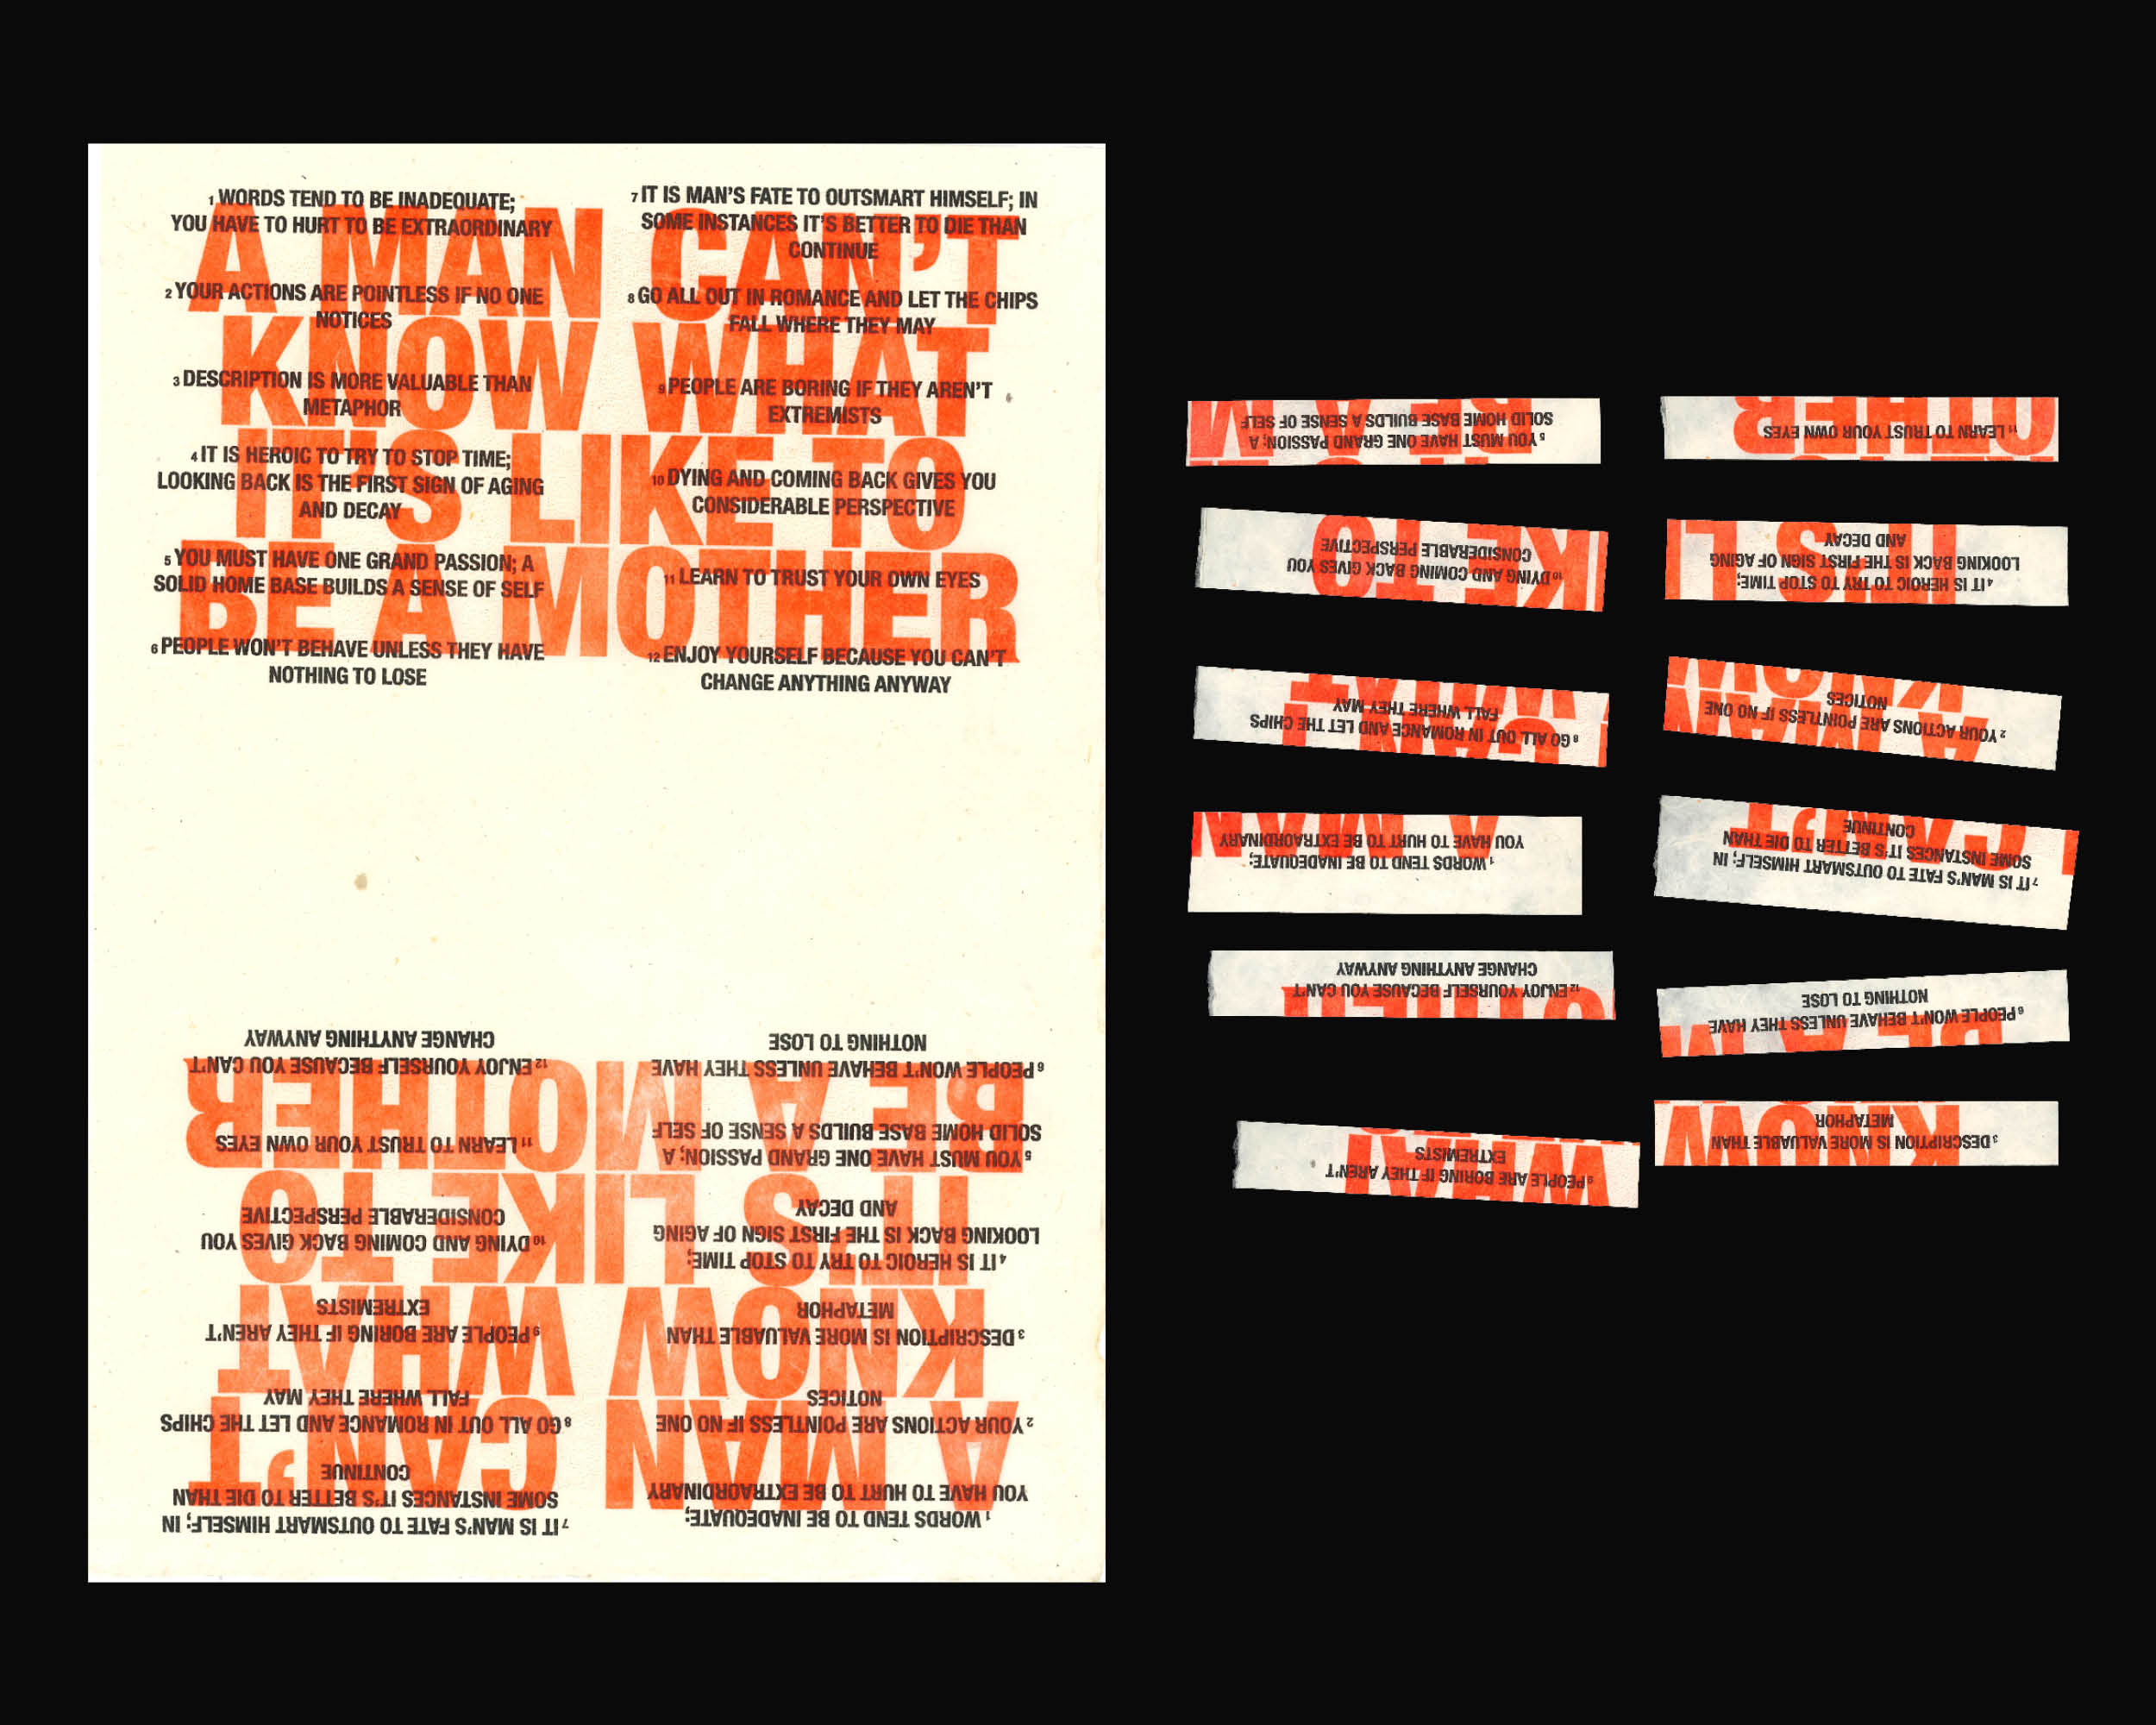 A MAN CAN'T
KNOW WHAT
IT'S LIKE TO
BE A MOTHER
1 WORDS TEND TO BE INADEQUATE;
YOU HAVE TO HURT TO BE EXTRAORDINARY
2 YOUR ACTIONS ARE POINTLESS IF NO ONE
NOTICES
3 DESCRIPTION IS MORE VALUABLE THAN
METAPHOR
4 IT IS HEROIC TO TRY TO STOP TIME;
LOOKING BACK IS THE FIRST SIGN OF AGING
AND DECAY
5 YOU MUST HAVE ONE GRAND PASSION; A
SOLID HOME BASE BUILDS A SENSE OF SELF
6 PEOPLE WON'T BEHAVE UNLESS THEY HAVE
NOTHING TO LOSE
7 IT IS MAN'S FATE TO OUTSMART HIMSELF; IN
SOME INSTANCES IT'S BETTER TO DIE THAN
CONTINUE
8 GO ALL OUT IN ROMANCE AND LET THE CHIPS
FALL WHERE THEY MAY
9 PEOPLE ARE BORING IF THEY AREN'T
EXTREMISTS
10 DYING AND COMING BACK GIVES YOU
CONSIDERABLE PERSPECTIVE
11 LEARN TO TRUST YOUR OWN EYES
12 ENJOY YOURSELF BECAUSE YOU CAN'T
CHANGE ANYTHING ANYWAY
A MAN CAN'T
KNOW WHAT
IT'S LIKE TO
BE A MOTHER
1 WORDS TEND TO BE INADEQUATE;
YOU HAVE TO HURT TO BE EXTRAORDINARY
2 YOUR ACTIONS ARE POINTLESS IF NO ONE
NOTICES
3 DESCRIPTION IS MORE VALUABLE THAN
METAPHOR
4 IT IS HEROIC TO TRY TO STOP TIME;
LOOKING BACK IS THE FIRST SIGN OF AGING
AND DECAY
5 YOU MUST HAVE ONE GRAND PASSION; A
SOLID HOME BASE BUILDS A SENSE OF SELF
6 PEOPLE WON'T BEHAVE UNLESS THEY HAVE
NOTHING TO LOSE
7 IT IS MAN'S FATE TO OUTSMART HIMSELF; IN
SOME INSTANCES IT'S BETTER TO DIE THAN
CONTINUE
8 GO ALL OUT IN ROMANCE AND LET THE CHIPS
FALL WHERE THEY MAY
9 PEOPLE ARE BORING IF THEY AREN'T
EXTREMISTS
10 DYING AND COMING BACK GIVES YOU
CONSIDERABLE PERSPECTIVE
11 LEARN TO TRUST YOUR OWN EYES
12 ENJOY YOURSELF BECAUSE YOU CAN'T
CHANGE ANYTHING ANYWAY
5 YOU MUST HAVE ONE GRAND PASSION; A
SOLID HOME BASE BUILDS A SENSE OF SELF
BE A M
10 DYING AND COMING BACK GIVES YOU
CONSIDERABLE PERSPECTIVE
KE TO
8 GO ALL OUT IN ROMANCE AND LET THE CHIPS
FALL WHERE THEY MAY
CAN'T
WHAT
1 WORDS TEND TO BE INADEQUATE;
YOU HAVE TO HURT TO BE EXTRAORDINARY
A MAN
12 ENJOY YOURSELF BECAUSE YOU CAN'T
CHANGE ANYTHING ANYWAY
9 PEOPLE ARE BORING IF THEY AREN'T
EXTREMISTS
WHAT
11 LEARN TO TRUST YOUR OWN EYES
OTHER
4 IT IS HEROIC TO TRY TO STOP TIME;
LOOKING BACK IS THE FIRST SIGN OF AGING
AND DECAY
IT'S L
2 YOUR ACTIONS ARE POINTLESS IF NO ONE
NOTICES
A MAN
KNOW
7 IT IS MAN'S FATE TO OUTSMART HIMSELF; IN
SOME INSTANCES IT'S BETTER TO DIE THAN
CONTINUE
CAN'T
6 PEOPLE WON'T BEHAVE UNLESS THEY HAVE
NOTHING TO LOSE
BE A M
3 DESCRIPTION IS MORE VALUABLE THAN
METAPHOR
KNOW